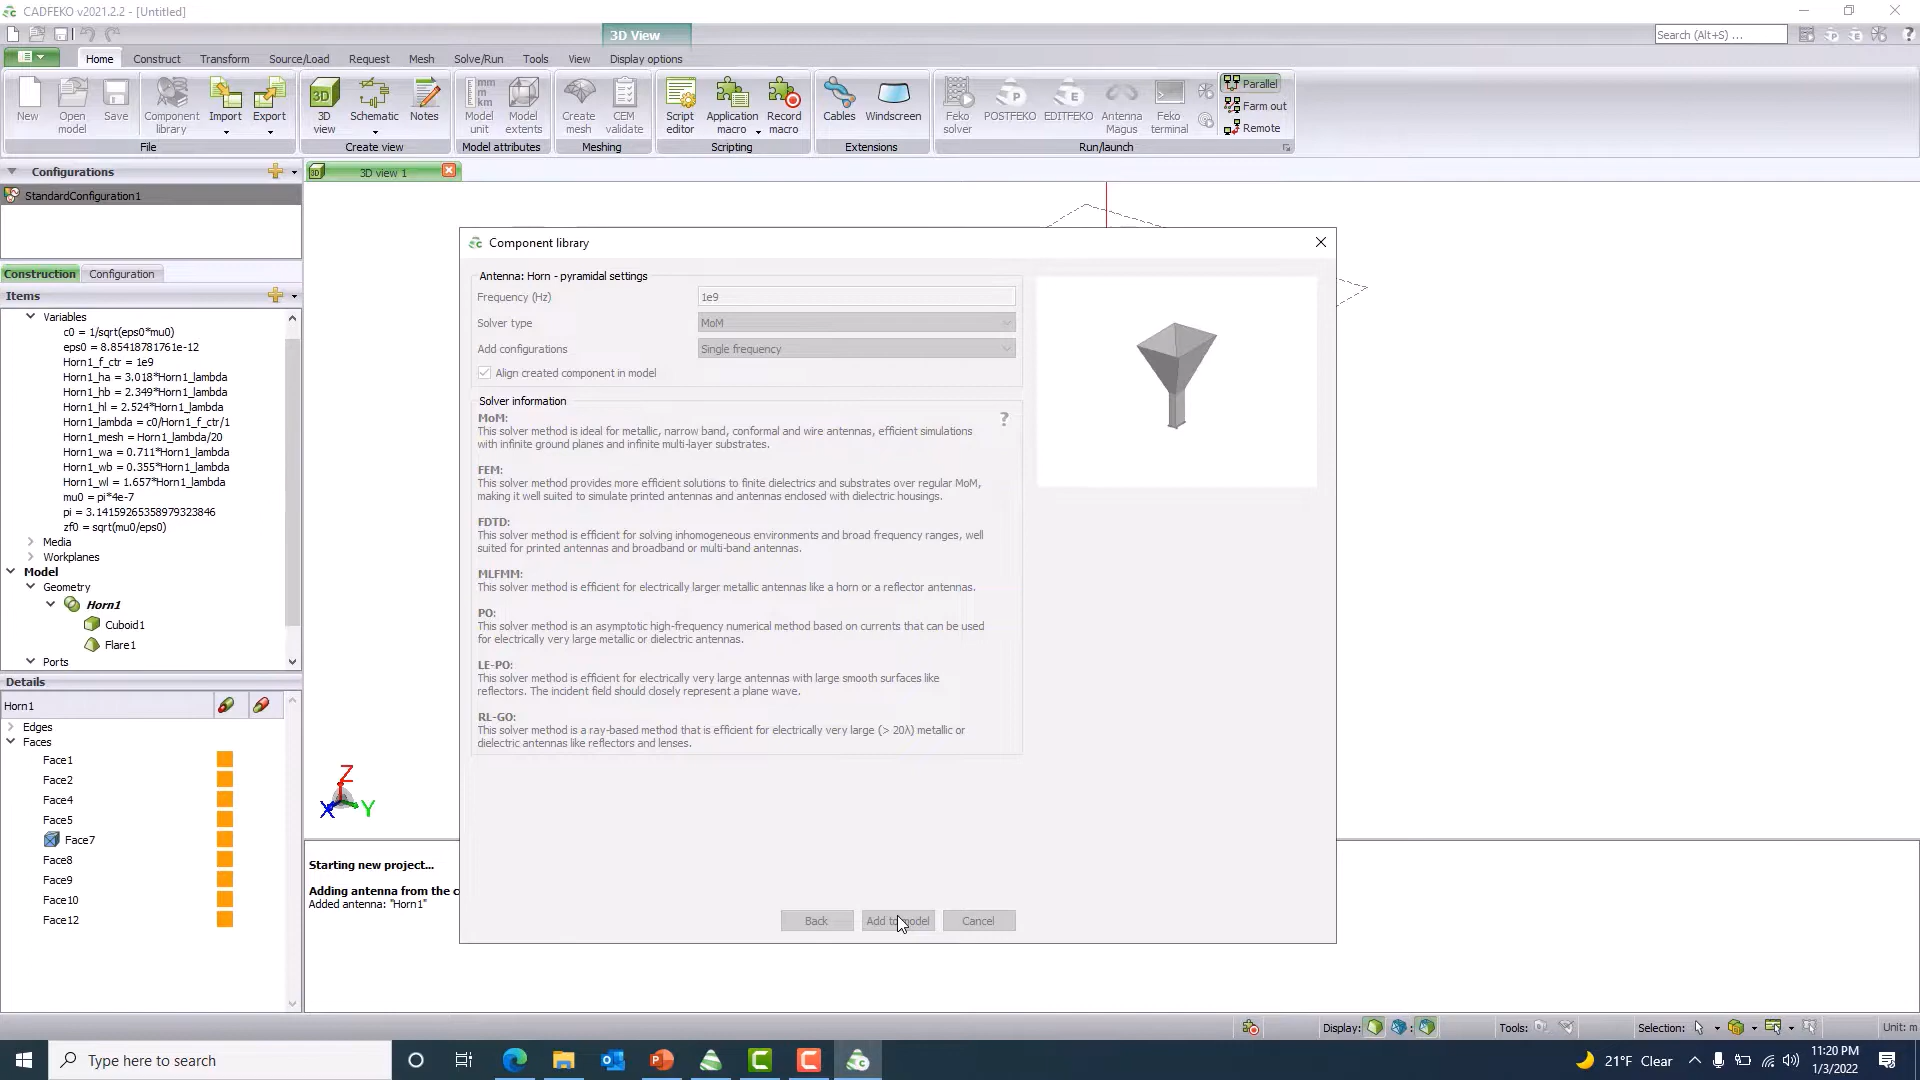 CADFEKO v2021.2.2 - [Untitled]
3D View
Search (Alt+S) ...
Home Construct Transform Source/Load Request Mesh Solve/Run Tools View Display options
New Open model Save Component library Import Export 3D view Schematic Notes Model unit Model extents Create mesh CEM validate Script editor Application macro Record macro Cables Windscreen Feko solver POSTFEKO EDITFEKO Antenna Magus Feko terminal
Parallel
Farm out
Remote
File Create view Model attributes Meshing Scripting Extensions Run/launch
Configurations
3D view 1
StandardConfiguration1
Construction Configuration
Items
Variables
c0 = 1/sqrt(eps0*mu0)
eps0 = 8.85418781761e-12
Horn1_f_ctr = 1e9
Horn1_ha = 3.018*Horn1_lambda
Horn1_hb = 2.349*Horn1_lambda
Horn1_hl = 2.524*Horn1_lambda
Horn1_lambda = c0/Horn1_f_ctr/1
Horn1_mesh = Horn1_lambda/20
Horn1_wa = 0.711*Horn1_lambda
Horn1_wb = 0.355*Horn1_lambda
Horn1_wl = 1.657*Horn1_lambda
mu0 = pi*4e-7
pi = 3.14159265358979323846
zf0 = sqrt(mu0/eps0)
Media
Workplanes
Model
Geometry
Horn1
Cuboid1
Flare1
Ports
Details
Horn1
Edges
Faces
Face1
Face2
Face4
Face5
Face7
Face8
Face9
Face10
Face12
Component library
Antenna: Horn - pyramidal settings
Frequency (Hz) 1e9
Solver type MoM
Add configurations Single frequency
Align created component in model
Solver information
MoM:
This solver method is ideal for metallic, narrow band, conformal and wire antennas, efficient simulations
with infinite ground planes and infinite multi-layer substrates.
FEM:
This solver method provides more efficient solutions to finite dielectrics and substrates over regular MoM,
making it well suited to simulate printed antennas and antennas enclosed with dielectric housings.
FDTD:
This solver method is efficient for solving inhomogeneous environments and broad frequency ranges, well
suited for printed antennas and broadband or multi-band antennas.
MLFMM:
This solver method is efficient for electrically larger metallic antennas like a horn or a reflector antennas.
PO:
This solver method is an asymptotic high-frequency numerical method based on currents that can be used
for electrically very large metallic or dielectric antennas.
LE-PO:
This solver method is efficient for electrically very large antennas with large smooth surfaces like
reflectors. The incident field should closely represent a plane wave.
RL-GO:
This solver method is a ray-based method that is efficient for electrically very large (> 20λ) metallic or
dielectric antennas like reflectors and lenses.
Back Add to model Cancel
Z
X Y
Starting new project...
Adding antenna from the c
Added antenna: "Horn1"
Display: Tools: Selection: Unit: m
Type here to search
21°F Clear
11:20 PM
1/3/2022